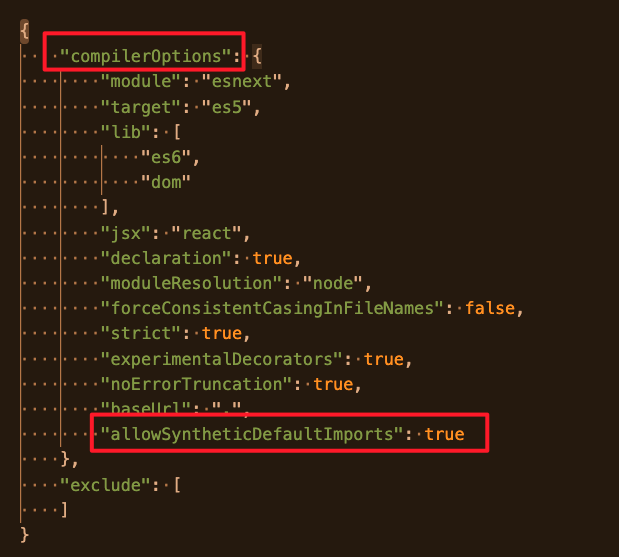 {
    "compilerOptions": {
        "module": "esnext",
        "target": "es5",
        "lib": [
            "es6",
            "dom"
        ],
        "jsx": "react",
        "declaration": true,
        "moduleResolution": "node",
        "forceConsistentCasingInFileNames": false,
        "strict": true,
        "experimentalDecorators": true,
        "noErrorTruncation": true,
        "baseUrl": ".",
        "allowSyntheticDefaultImports": true
    },
    "exclude": [
    ]
}